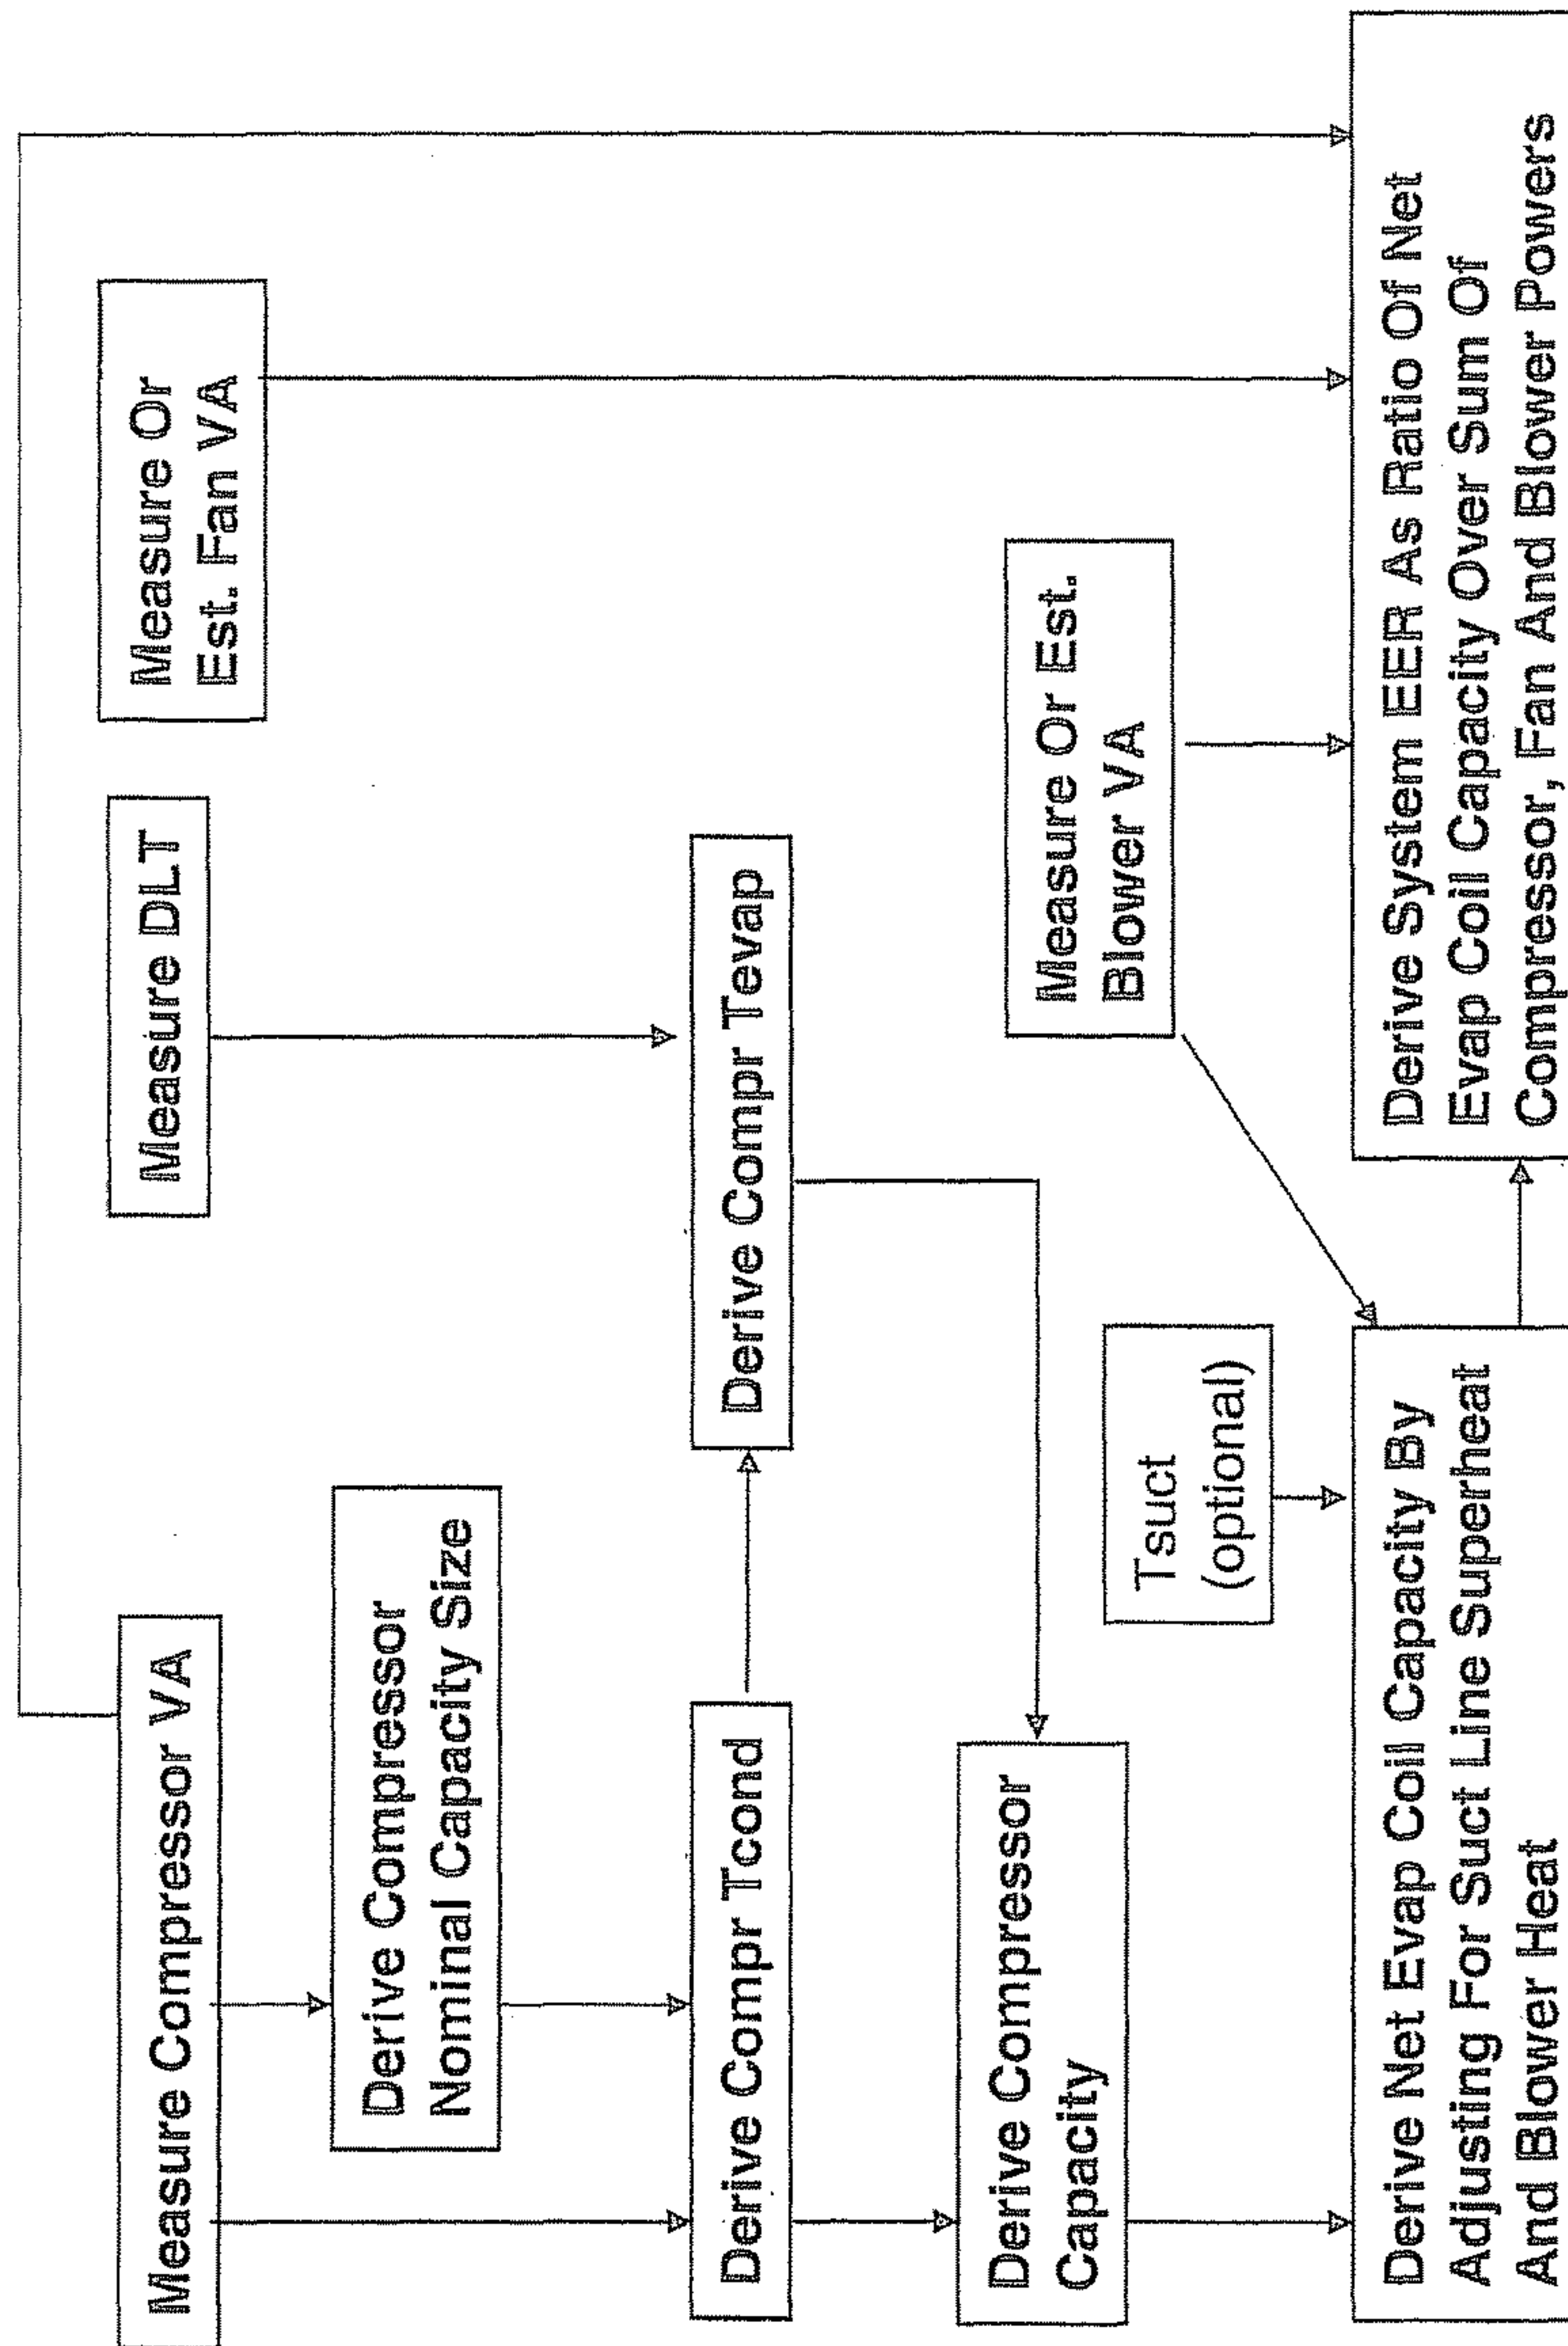 Measure Compressor VA
Measure DLT
Measure Or
Est. Fan VA
Derive Compressor
Nominal Capacity Size
Derive Compr Tcond
Derive Compr Tevap
Derive Compressor
Capacity
Measure Or Est.
Blower VA
Tsuct
(optional)
Derive Net Evap Coil Capacity By
Adjusting For Suct Line Superheat
And Blower Heat
Derive System EER As Ratio Of Net
Evap Coil Capacity Over Sum Of
Compressor, Fan And Blower Powers